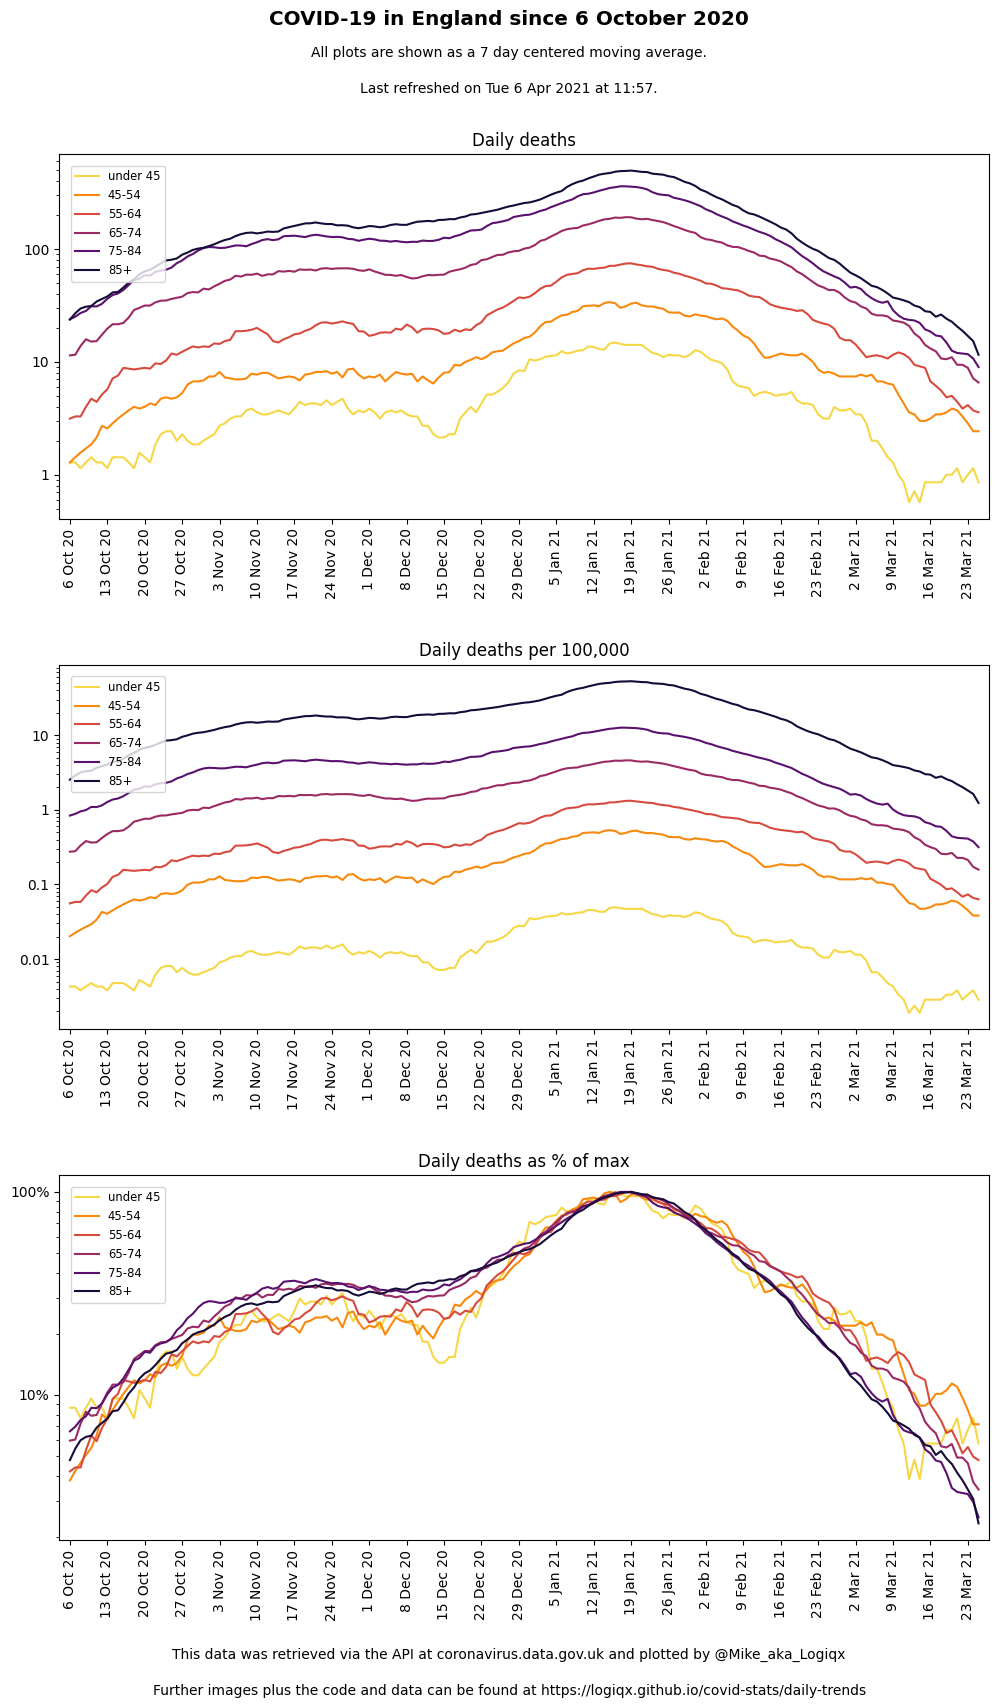 COVID-19 in England since 6 October 2020
All plots are shown as a 7 day centered moving average.
Last refreshed on Tue 6 Apr 2021 at 11:57.
Daily deaths
under 45
45-54
55-64
65-74
75-84
85+
100
10
1
6 Oct 20
13 Oct 20
20 Oct 20
27 Oct 20
3 Nov 20
10 Nov 20
17 Nov 20
24 Nov 20
1 Dec 20
8 Dec 20
15 Dec 20
22 Dec 20
29 Dec 20
5 Jan 21
12 Jan 21
19 Jan 21
26 Jan 21
2 Feb 21
9 Feb 21
16 Feb 21
23 Feb 21
2 Mar 21
9 Mar 21
16 Mar 21
23 Mar 21
Daily deaths per 100,000
under 45
45-54
55-64
65-74
75-84
85+
10
1
0.1
0.01
6 Oct 20
13 Oct 20
20 Oct 20
27 Oct 20
3 Nov 20
10 Nov 20
17 Nov 20
24 Nov 20
1 Dec 20
8 Dec 20
15 Dec 20
22 Dec 20
29 Dec 20
5 Jan 21
12 Jan 21
19 Jan 21
26 Jan 21
2 Feb 21
9 Feb 21
16 Feb 21
23 Feb 21
2 Mar 21
9 Mar 21
16 Mar 21
23 Mar 21
Daily deaths as % of max
under 45
45-54
55-64
65-74
75-84
85+
100%
10%
6 Oct 20
13 Oct 20
20 Oct 20
27 Oct 20
3 Nov 20
10 Nov 20
17 Nov 20
24 Nov 20
1 Dec 20
8 Dec 20
15 Dec 20
22 Dec 20
29 Dec 20
5 Jan 21
12 Jan 21
19 Jan 21
26 Jan 21
2 Feb 21
9 Feb 21
16 Feb 21
23 Feb 21
2 Mar 21
9 Mar 21
16 Mar 21
23 Mar 21
This data was retrieved via the API at coronavirus.data.gov.uk and plotted by @Mike_aka_Logiqx
Further images plus the code and data can be found at https://logiqx.github.io/covid-stats/daily-trends